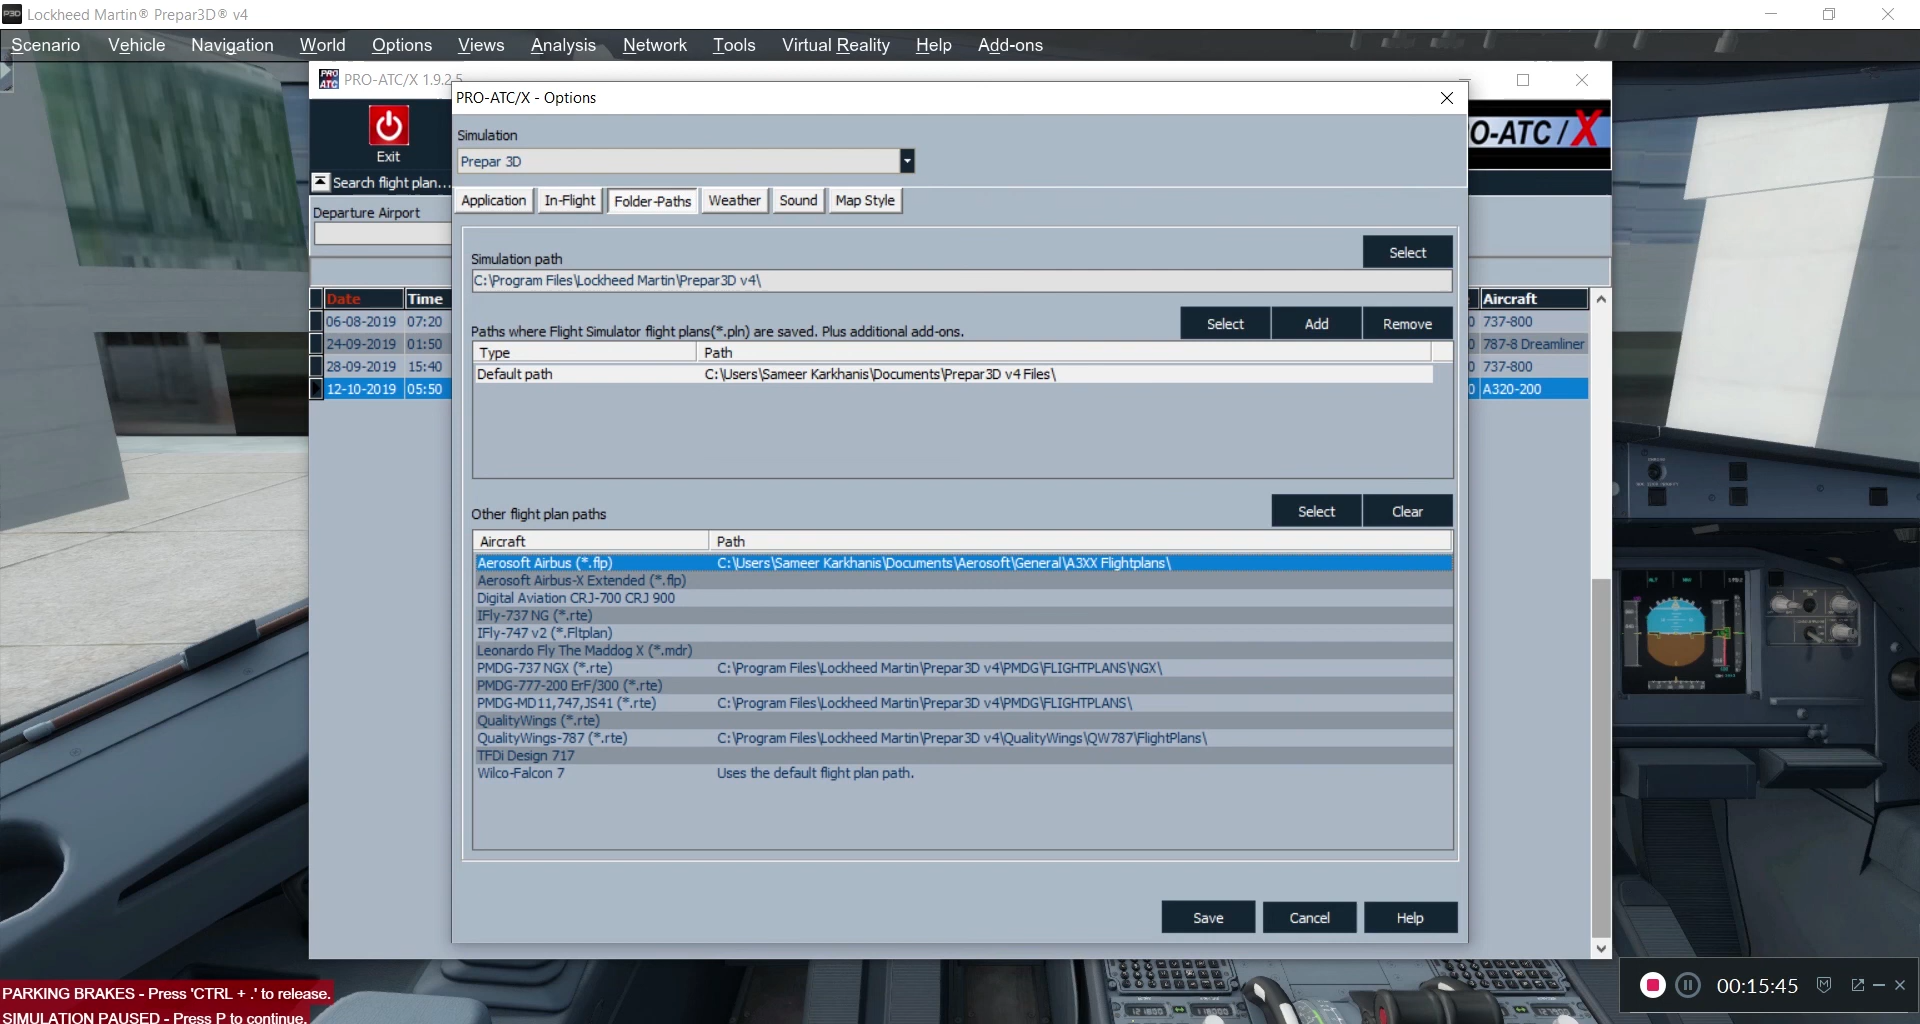 Lockheed Martin® Prepar3D® v4
Scenario Vehicle Navigation World Options Views Analysis Network Tools Virtual Reality Help Add-ons
PRO-ATC/X 1.9.2.5
PRO-ATC/X - Options
Exit
O-ATC/X
Search flight plan...
Departure Airport
Date Time Aircraft
06-08-2019 07:20 0 737-800
24-09-2019 01:50 0 787-8 Dreamliner
28-09-2019 15:40 0 737-800
12-10-2019 05:50 0 A320-200
Simulation
Prepar 3D
Application In-Flight Folder-Paths Weather Sound Map Style
Select
Simulation path
C:\Program Files\Lockheed Martin\Prepar3D v4\
Paths where Flight Simulator flight plans(*.pln) are saved. Plus additional add-ons. Select Add Remove
Type Path
Default path C:\Users\Sameer Karkhanis\Documents\Prepar3D v4 Files\
Other flight plan paths Select Clear
Aircraft Path
Aerosoft Airbus (*.flp) C:\Users\Sameer Karkhanis\Documents\Aerosoft\General\A3XX Flightplans\
Aerosoft Airbus-X Extended (*.flp)
Digital Aviation CRJ-700 CRJ 900
IFly-737 NG (*.rte)
IFly-747 v2 (*.Fltplan)
Leonardo Fly The Maddog X (*.mdr)
PMDG-737 NGX (*.rte) C:\Program Files\Lockheed Martin\Prepar3D v4\PMDG\FLIGHTPLANS\NGX\
PMDG-777-200 ErF/300 (*.rte)
PMDG-MD11,747,JS41 (*.rte) C:\Program Files\Lockheed Martin\Prepar3D v4\PMDG\FLIGHTPLANS\
QualityWings (*.rte)
QualityWings-787 (*.rte) C:\Program Files\Lockheed Martin\Prepar3D v4\QualityWings\QW787\FlightPlans\
TFDi Design 717
Wilco-Falcon 7 Uses the default flight plan path.
Save Cancel Help
PARKING BRAKES - Press 'CTRL + .' to release.
SIMULATION PAUSED - Press P to continue.
00:15:45